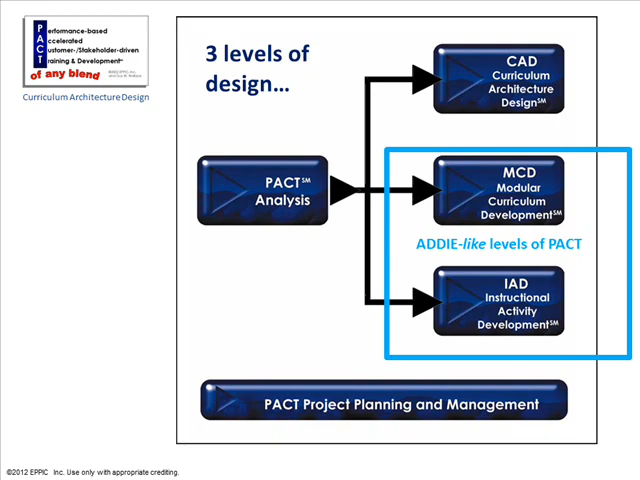 Performance-based
Accelerated
Customer-/Stakeholder-driven
Training & Development℠
of any blend
Curriculum Architecture Design
3 levels of
design…
CAD
Curriculum
Architecture
Design℠
PACT℠
Analysis
MCD
Modular
Curriculum
Development℠
ADDIE-like levels of PACT
IAD
Instructional
Activity
Development℠
PACT Project Planning and Management
©2012 EPPIC Inc. Use only with appropriate crediting.